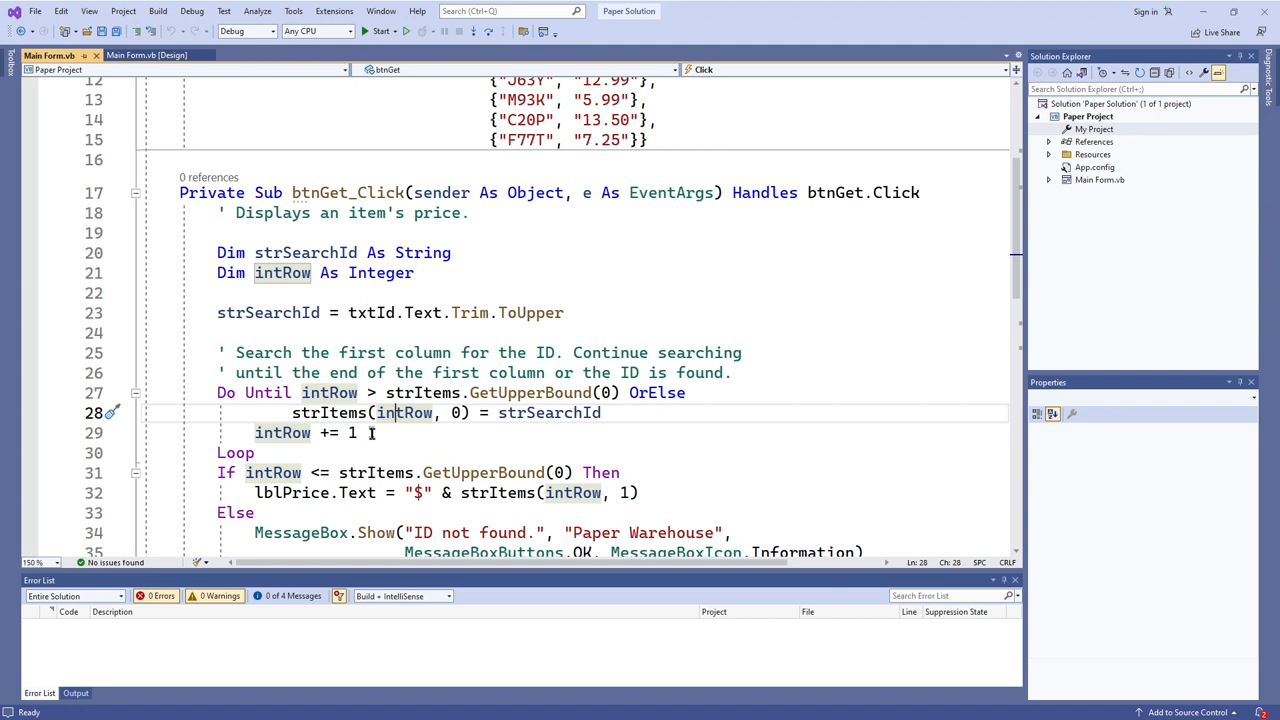 File Edit View Project Build Debug Test Analyze Tools Extensions Window Help Search (Ctrl+;) Paper Solution Sign in
Debug Any CPU Start Live Share
Main Form.vb Main Form.vb [Design]
Paper Project btnGet Click
Toolbox
Diagnostic Tools
12 {"J63Y", "12.99"},
13 {"M93K", "5.99"},
14 {"C20P", "13.50"},
15 {"F77T", "7.25"}}
16
0 references
17 Private Sub btnGet_Click(sender As Object, e As EventArgs) Handles btnGet.Click
18 ' Displays an item's price.
19
20 Dim strSearchId As String
21 Dim intRow As Integer
22
23 strSearchId = txtId.Text.Trim.ToUpper
24
25 ' Search the first column for the ID. Continue searching
26 ' until the end of the first column or the ID is found.
27 Do Until intRow > strItems.GetUpperBound(0) OrElse
28 strItems(intRow, 0) = strSearchId
29 intRow += 1
30 Loop
31 If intRow <= strItems.GetUpperBound(0) Then
32 lblPrice.Text = "$" & strItems(intRow, 1)
33 Else
34 MessageBox.Show("ID not found.", "Paper Warehouse",
35 MessageBoxButtons.OK, MessageBoxIcon.Information)
150 % No issues found Ln: 28 Ch: 28 SPC CRLF
Error List
Entire Solution 0 Errors 0 Warnings 0 of 4 Messages Build + IntelliSense Search Error List
Code Description Project File Line Suppression State
Error List Output
Solution Explorer
Search Solution Explorer (Ctrl+;)
Solution 'Paper Solution' (1 of 1 project)
Paper Project
My Project
References
Resources
App.config
Main Form.vb
Properties
Ready Add to Source Control 2